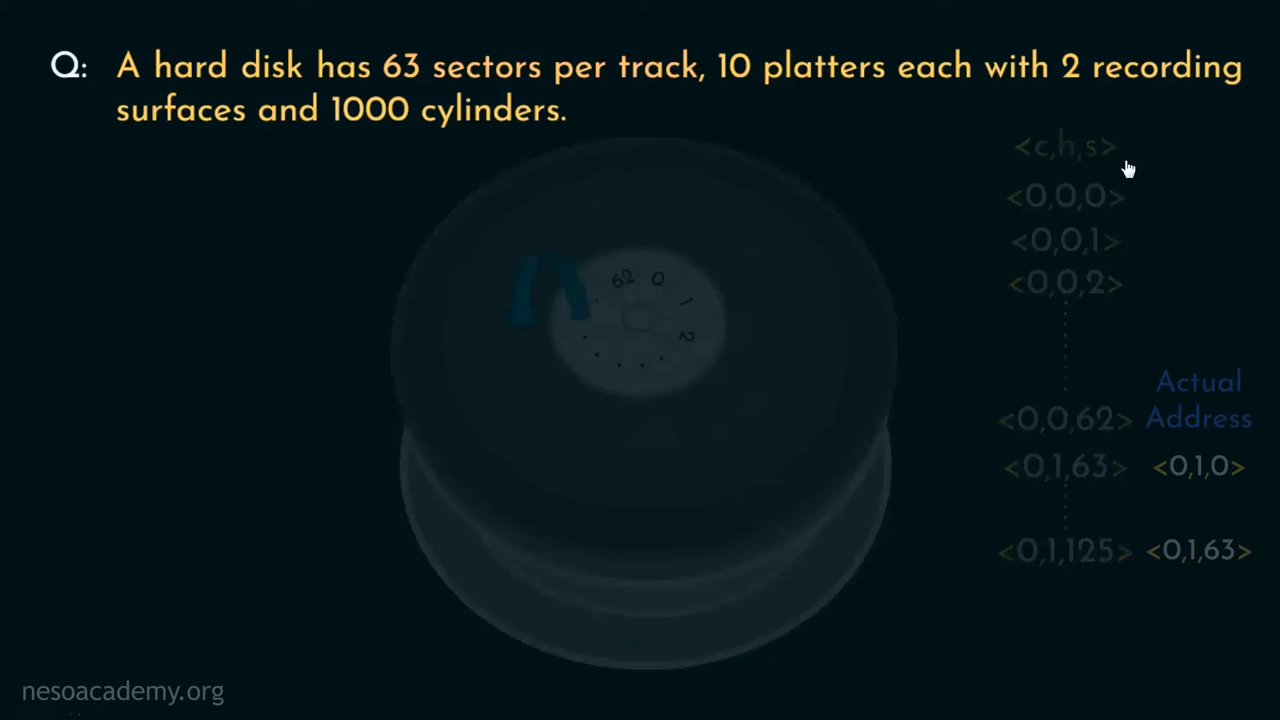 Q: A hard disk has 63 sectors per track, 10 platters each with 2 recording
surfaces and 1000 cylinders.
<c,h,s>
<0,0,0>
<0,0,1>
<0,0,2>
62 0
1
2
Actual
<0,0,62> Address
<0,1,63> <0,1,0>
<0,1,125> <0,1,63>
nesoacademy.org